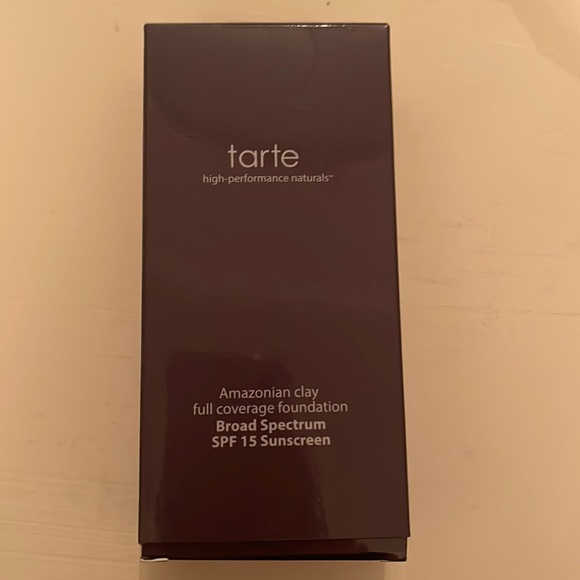 tarte
high-performance naturals™
Amazonian clay
full coverage foundation
Broad Spectrum
SPF 15 Sunscreen